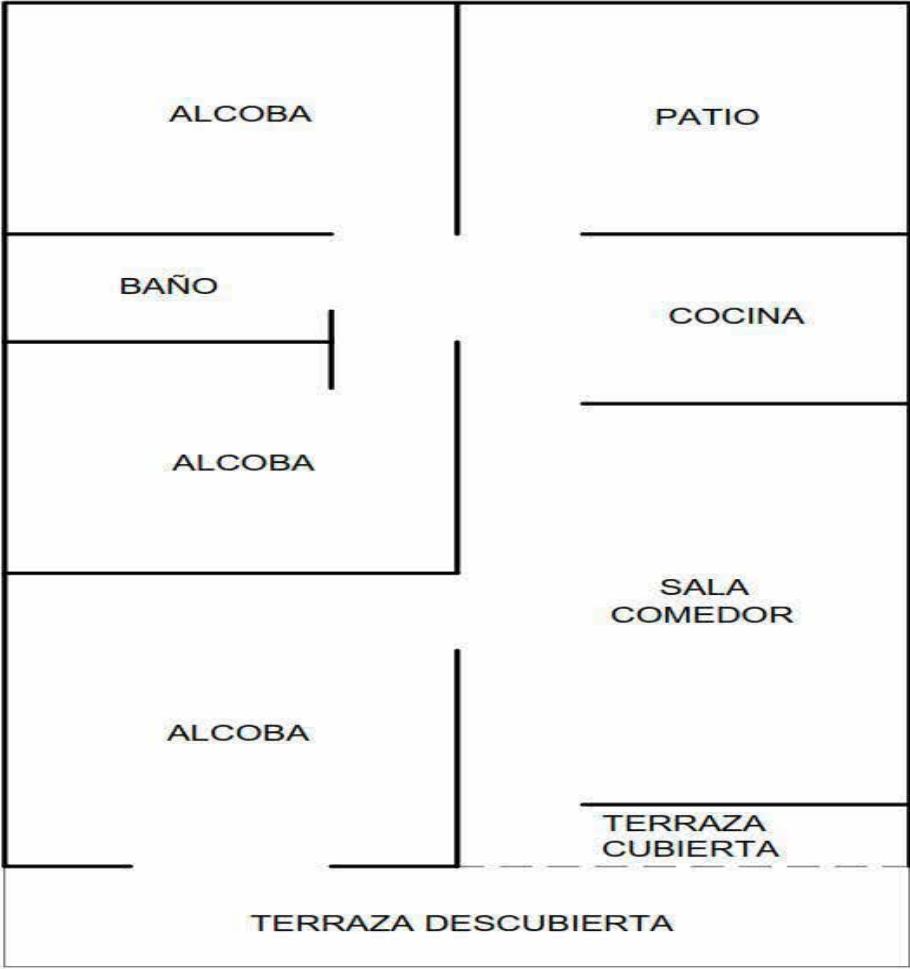 ALCOBA
PATIO
BAÑO
COCINA
ALCOBA
SALA
COMEDOR
ALCOBA
TERRAZA
CUBIERTA
TERRAZA DESCUBIERTA